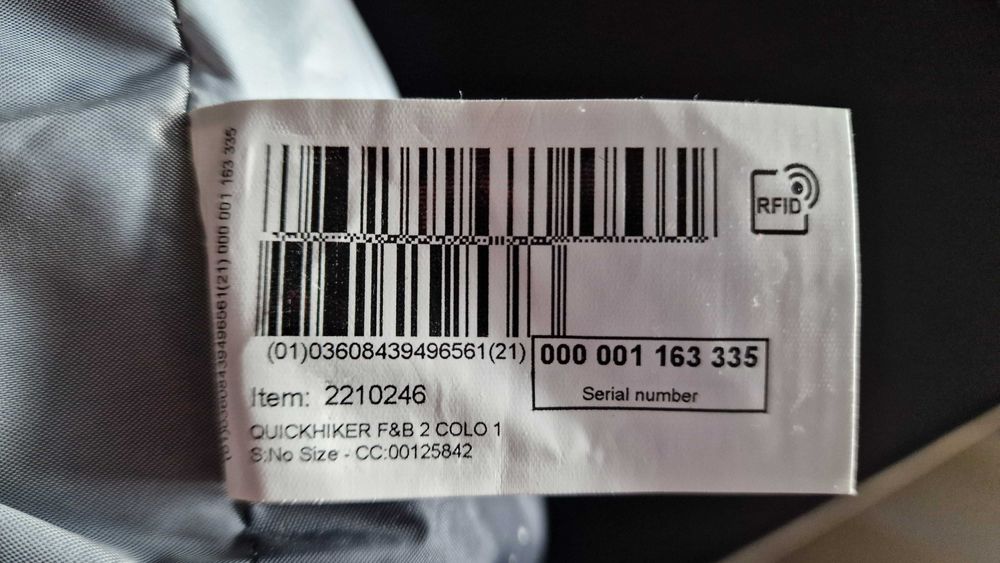 RFID
(01)03608439496561(21)
000 001 163 335
Serial number
Item: 2210246
QUICKHIKER F&B 2 COLO 1
S:No Size - CC:00125842
(01)03608439496561(21) 000 001 163 335